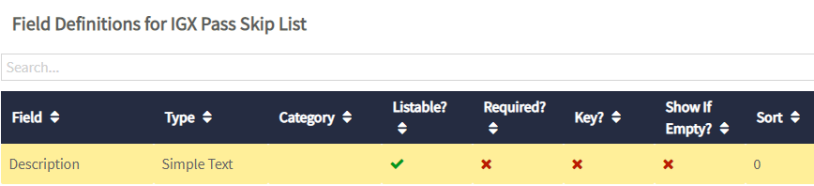 Field Definitions for IGX Pass Skip List
Search...
Field Type Category Listable? Required? Key? Show If Empty? Sort
Description Simple Text 0